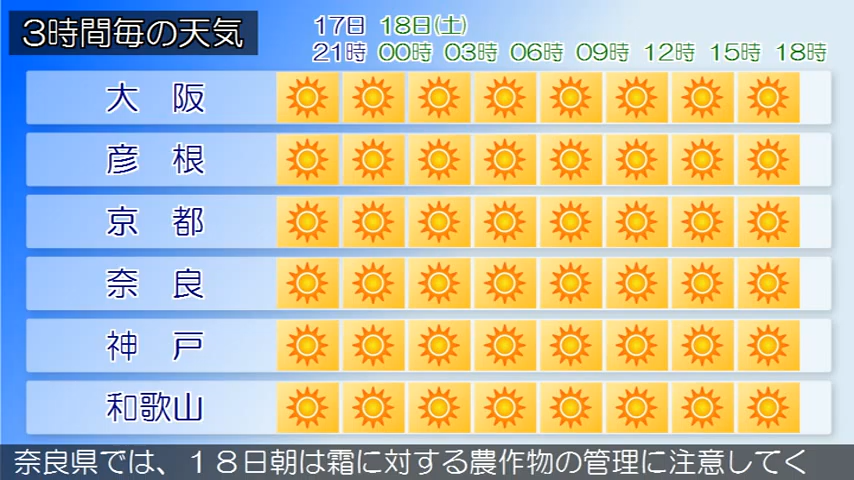 3時間毎の天気
17日 18日(土)
21時 00時 03時 06時 09時 12時 15時 18時
大 阪
彦 根
京 都
奈 良
神 戸
和歌山
奈良県では、１８日朝は霜に対する農作物の管理に注意してく